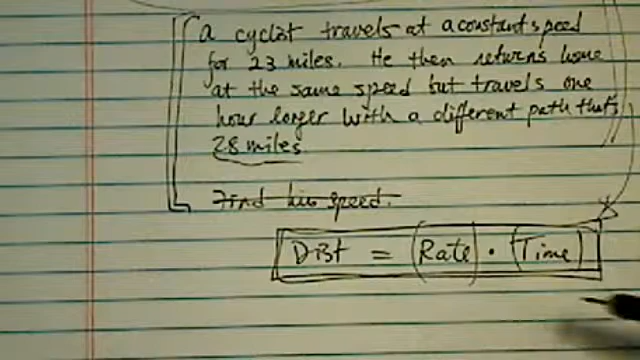 a cyclist travels at a constant speed
for 23 miles. He then returns home
at the same speed but travels one
hour longer with a different path that's
28 miles
Find his speed.
Dist = (Rate) · (Time)